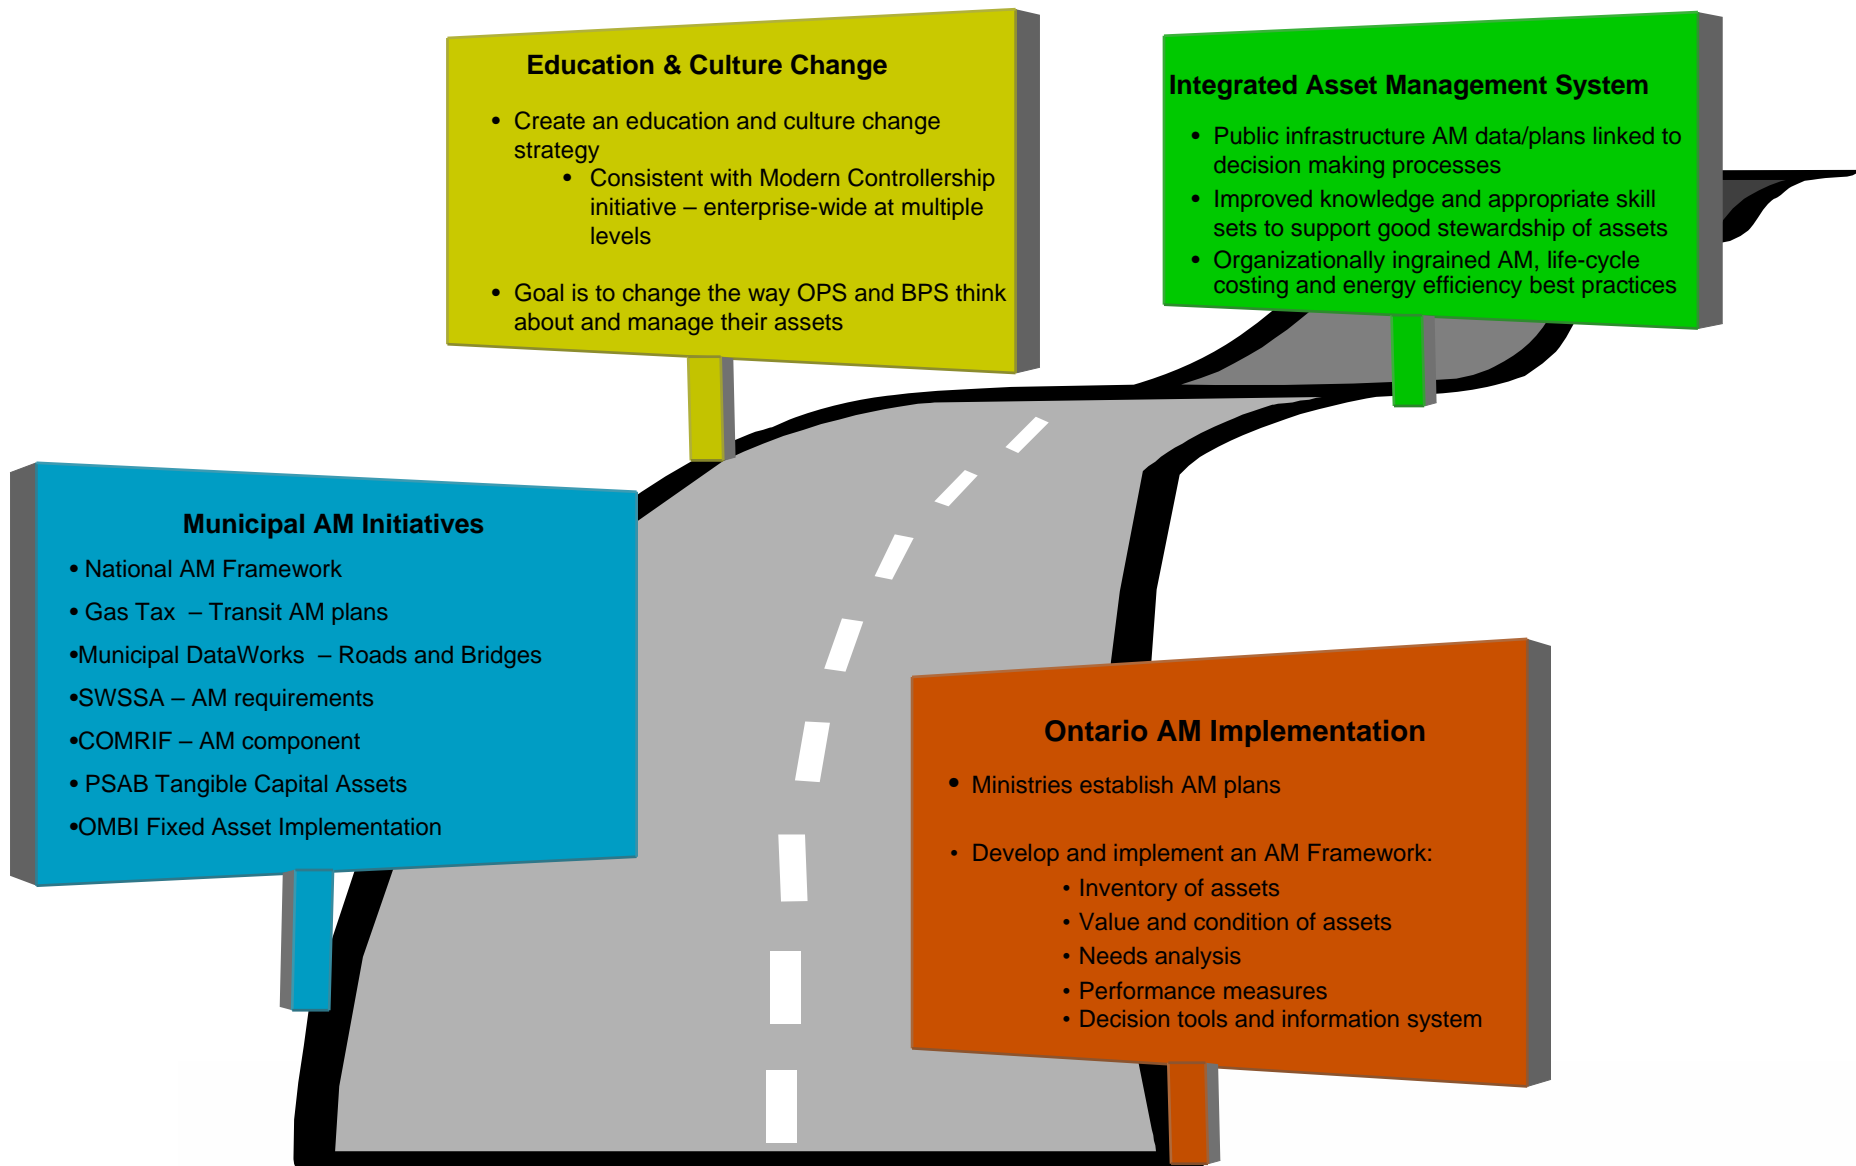 Education & Culture Change
• Create an education and culture change
strategy
• Consistent with Modern Controllership
initiative – enterprise-wide at multiple
levels
• Goal is to change the way OPS and BPS think
about and manage their assets
Integrated Asset Management System
• Public infrastructure AM data/plans linked to
decision making processes
• Improved knowledge and appropriate skill
sets to support good stewardship of assets
• Organizationally ingrained AM, life-cycle
costing and energy efficiency best practices
Municipal AM Initiatives
• National AM Framework
• Gas Tax – Transit AM plans
•Municipal DataWorks – Roads and Bridges
•SWSSA – AM requirements
•COMRIF – AM component
• PSAB Tangible Capital Assets
•OMBI Fixed Asset Implementation
Ontario AM Implementation
• Ministries establish AM plans
• Develop and implement an AM Framework:
• Inventory of assets
• Value and condition of assets
• Needs analysis
• Performance measures
• Decision tools and information system